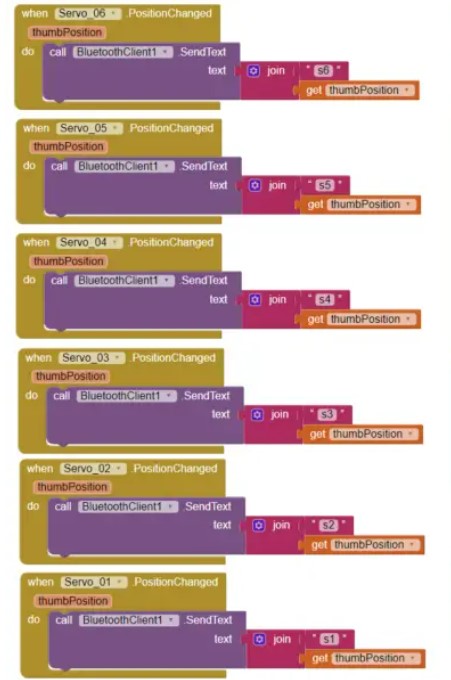 when Servo_06 .PositionChanged
thumbPosition
do call BluetoothClient1 .SendText
text join " s6 "
get thumbPosition
when Servo_05 .PositionChanged
thumbPosition
do call BluetoothClient1 .SendText
text join " s5 "
get thumbPosition
when Servo_04 .PositionChanged
thumbPosition
do call BluetoothClient1 .SendText
text join " s4 "
get thumbPosition
when Servo_03 .PositionChanged
thumbPosition
do call BluetoothClient1 .SendText
text join " s3 "
get thumbPosition
when Servo_02 .PositionChanged
thumbPosition
do call BluetoothClient1 .SendText
text join " s2 "
get thumbPosition
when Servo_01 .PositionChanged
thumbPosition
do call BluetoothClient1 .SendText
text join " s1 "
get thumbPosition